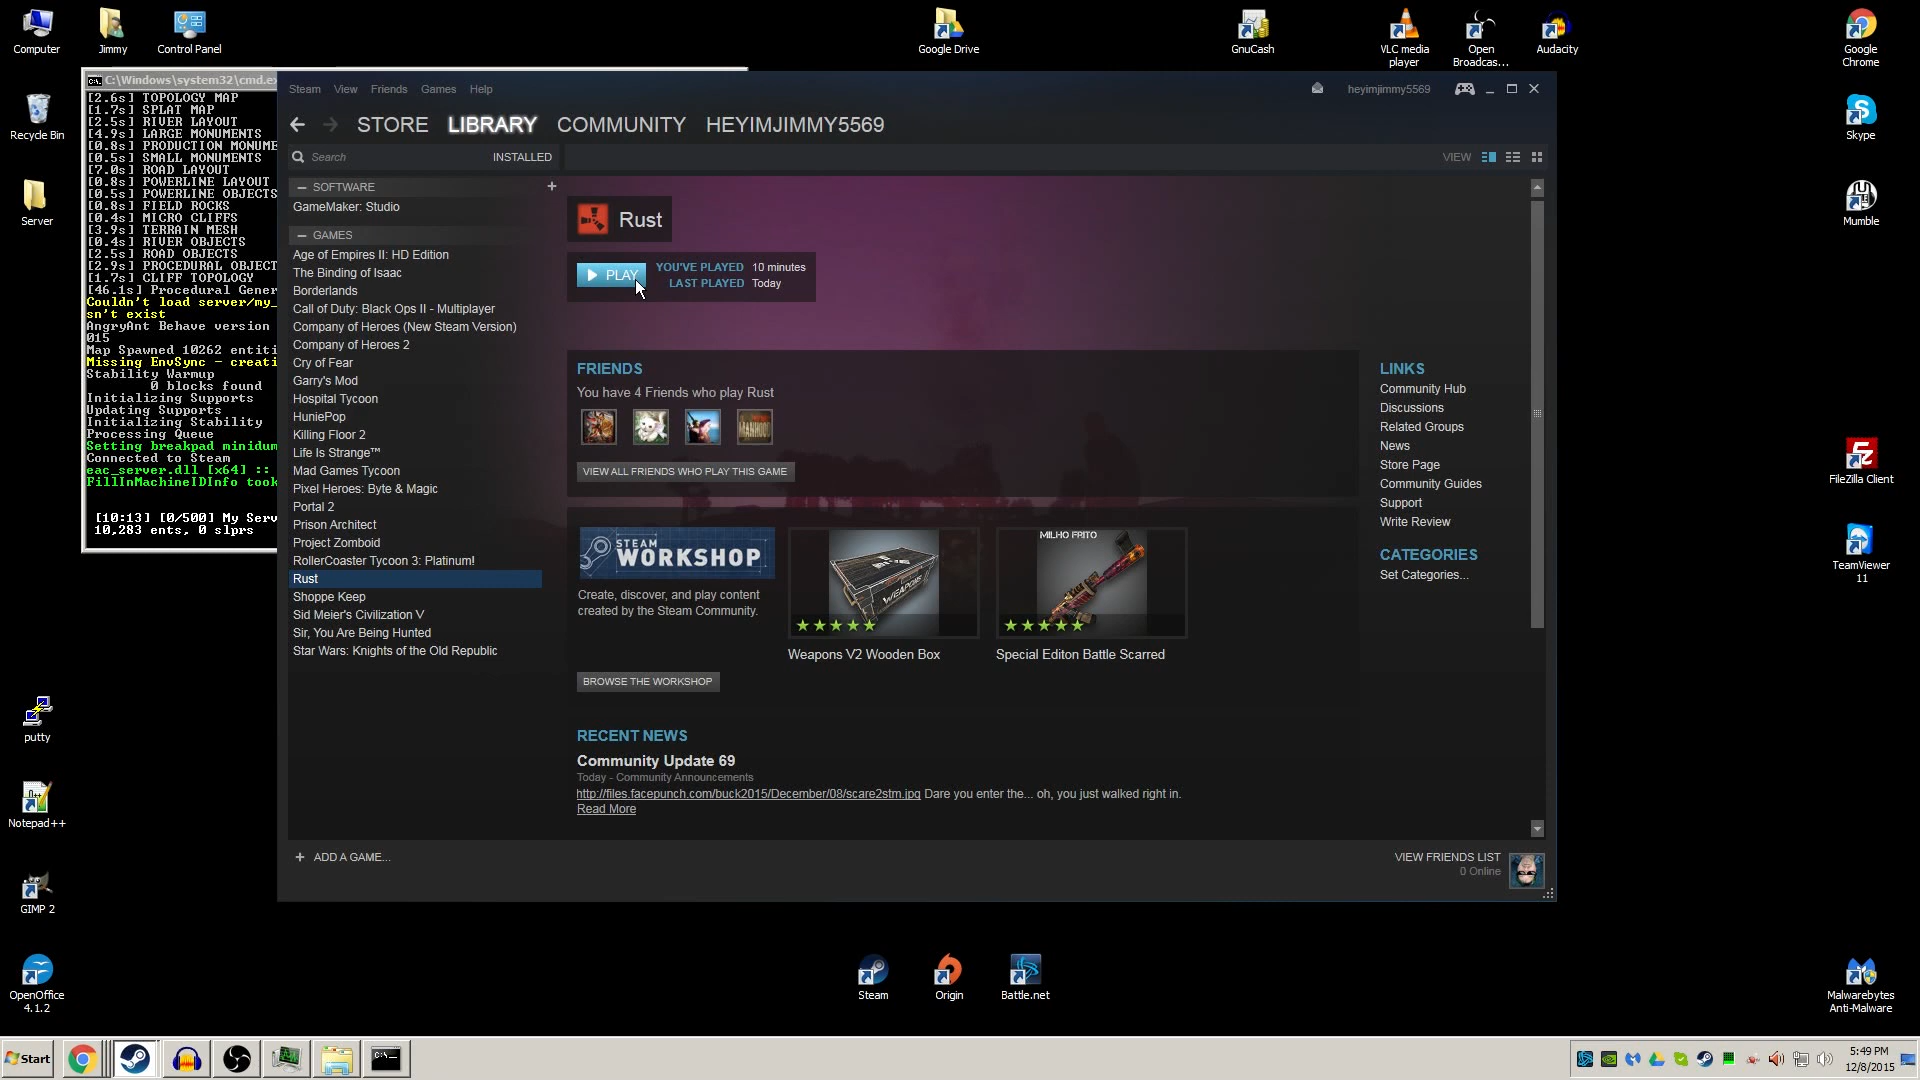 Computer
Jimmy
Control Panel
Google Drive
GnuCash
VLC media
player
Open
Broadcas...
Audacity
Google
Chrome
Recycle Bin
Server
Skype
Mumble
FileZilla Client
TeamViewer
11
putty
Notepad++
GIMP 2
OpenOffice
4.1.2
Steam
Origin
Battle.net
Malwarebytes
Anti-Malware
C:\Windows\system32\cmd.ex
[2.6s] TOPOLOGY MAP
[1.7s] SPLAT MAP
[2.5s] RIVER LAYOUT
[4.9s] LARGE MONUMENTS
[0.8s] PRODUCTION MONUME
[0.5s] SMALL MONUMENTS
[7.0s] ROAD LAYOUT
[0.8s] POWERLINE LAYOUT
[0.5s] POWERLINE OBJECTS
[0.8s] FIELD ROCKS
[0.4s] MICRO CLIFFS
[3.9s] TERRAIN MESH
[0.4s] RIVER OBJECTS
[2.5s] ROAD OBJECTS
[2.9s] PROCEDURAL OBJECT
[1.7s] CLIFF TOPOLOGY
[46.1s] Procedural Gener
Couldn't load server/my_
sn't exist
AngryAnt Behave version
015
Map Spawned 10262 entiti
Missing EnvSync - creati
Stability Warmup
0 blocks found
Initializing Supports
Updating Supports
Initializing Stability
Processing Queue
Setting breakpad minidum
Connected to Steam
eac_server.dll [x64] ::
FillInMachineIDInfo took
[10:13] [0/500] My Serv
10,283 ents, 0 slprs
Steam View Friends Games Help
heyimjimmy5569
STORE LIBRARY COMMUNITY HEYIMJIMMY5569
Search
INSTALLED
VIEW
— SOFTWARE +
GameMaker: Studio
— GAMES
Age of Empires II: HD Edition
The Binding of Isaac
Borderlands
Call of Duty: Black Ops II - Multiplayer
Company of Heroes (New Steam Version)
Company of Heroes 2
Cry of Fear
Garry's Mod
Hospital Tycoon
HuniePop
Killing Floor 2
Life Is Strange™
Mad Games Tycoon
Pixel Heroes: Byte & Magic
Portal 2
Prison Architect
Project Zomboid
RollerCoaster Tycoon 3: Platinum!
Rust
Shoppe Keep
Sid Meier's Civilization V
Sir, You Are Being Hunted
Star Wars: Knights of the Old Republic
+ ADD A GAME...
Rust
PLAY
YOU'VE PLAYED 10 minutes
LAST PLAYED Today
FRIENDS
You have 4 Friends who play Rust
VIEW ALL FRIENDS WHO PLAY THIS GAME
STEAM
WORKSHOP
Create, discover, and play content
created by the Steam Community.
WEAPONS
Weapons V2 Wooden Box
MILHO FRITO
Special Editon Battle Scarred
BROWSE THE WORKSHOP
RECENT NEWS
Community Update 69
Today - Community Announcements
http://files.facepunch.com/buck2015/December/08/scare2stm.jpg Dare you enter the... oh, you just walked right in.
Read More
LINKS
Community Hub
Discussions
Related Groups
News
Store Page
Community Guides
Support
Write Review
CATEGORIES
Set Categories...
VIEW FRIENDS LIST
0 Online
Start
5:49 PM
12/8/2015